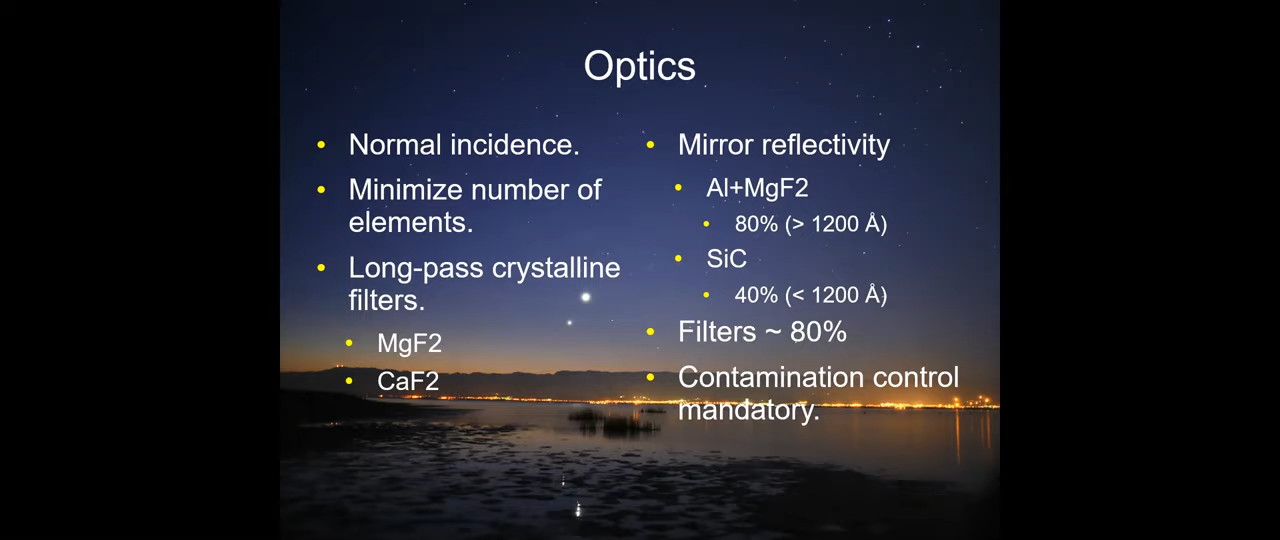 Optics
• Normal incidence.
• Minimize number of
elements.
• Long-pass crystalline
filters.
• MgF2
• CaF2
• Mirror reflectivity
• Al+MgF2
• 80% (> 1200 Å)
• SiC
• 40% (< 1200 Å)
• Filters ~ 80%
• Contamination control
mandatory.